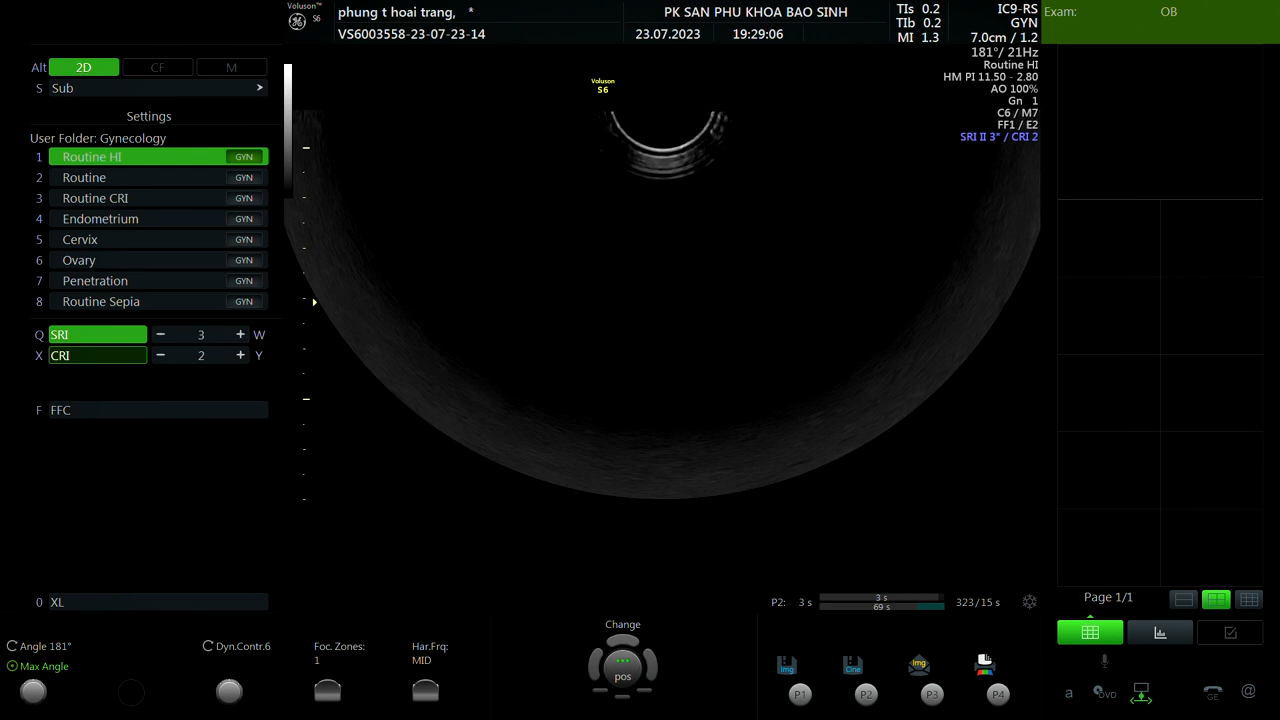 Voluson™
S6
phung t hoai trang, *
PK SAN PHU KHOA BAO SINH
VS6003558-23-07-23-14
23.07.2023
19:29:06
TIs 0.2
TIb 0.2
MI 1.3
IC9-RS
GYN
7.0cm / 1.2
Exam: OB
181°/ 21Hz
Routine HI
HM PI 11.50 - 2.80
AO 100%
Gn 1
C6 / M7
FF1 / E2
SRI II 3* / CRI 2
Voluson
S6
Alt 2D CF M
S Sub
Settings
User Folder: Gynecology
1 Routine HI GYN
2 Routine GYN
3 Routine CRI GYN
4 Endometrium GYN
5 Cervix GYN
6 Ovary GYN
7 Penetration GYN
8 Routine Sepia GYN
Q SRI − 3 + W
X CRI − 2 + Y
F FFC
0 XL
P2: 3 s
3 s
69 s
323/15 s
Page 1/1
Angle 181°
Max Angle
Dyn.Contr.6
Foc. Zones:
1
Har.Frq:
MID
Change
pos
Img
Cine
Img
P1
P2
P3
P4
a
DVD
GE
@